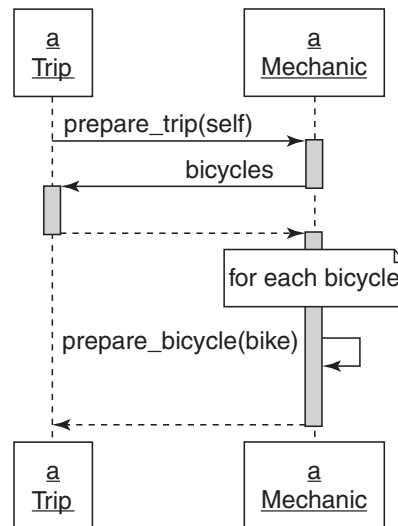 a
Trip
a
Mechanic
prepare_trip(self)
bicycles
for each bicycle
prepare_bicycle(bike)
a
Trip
a
Mechanic